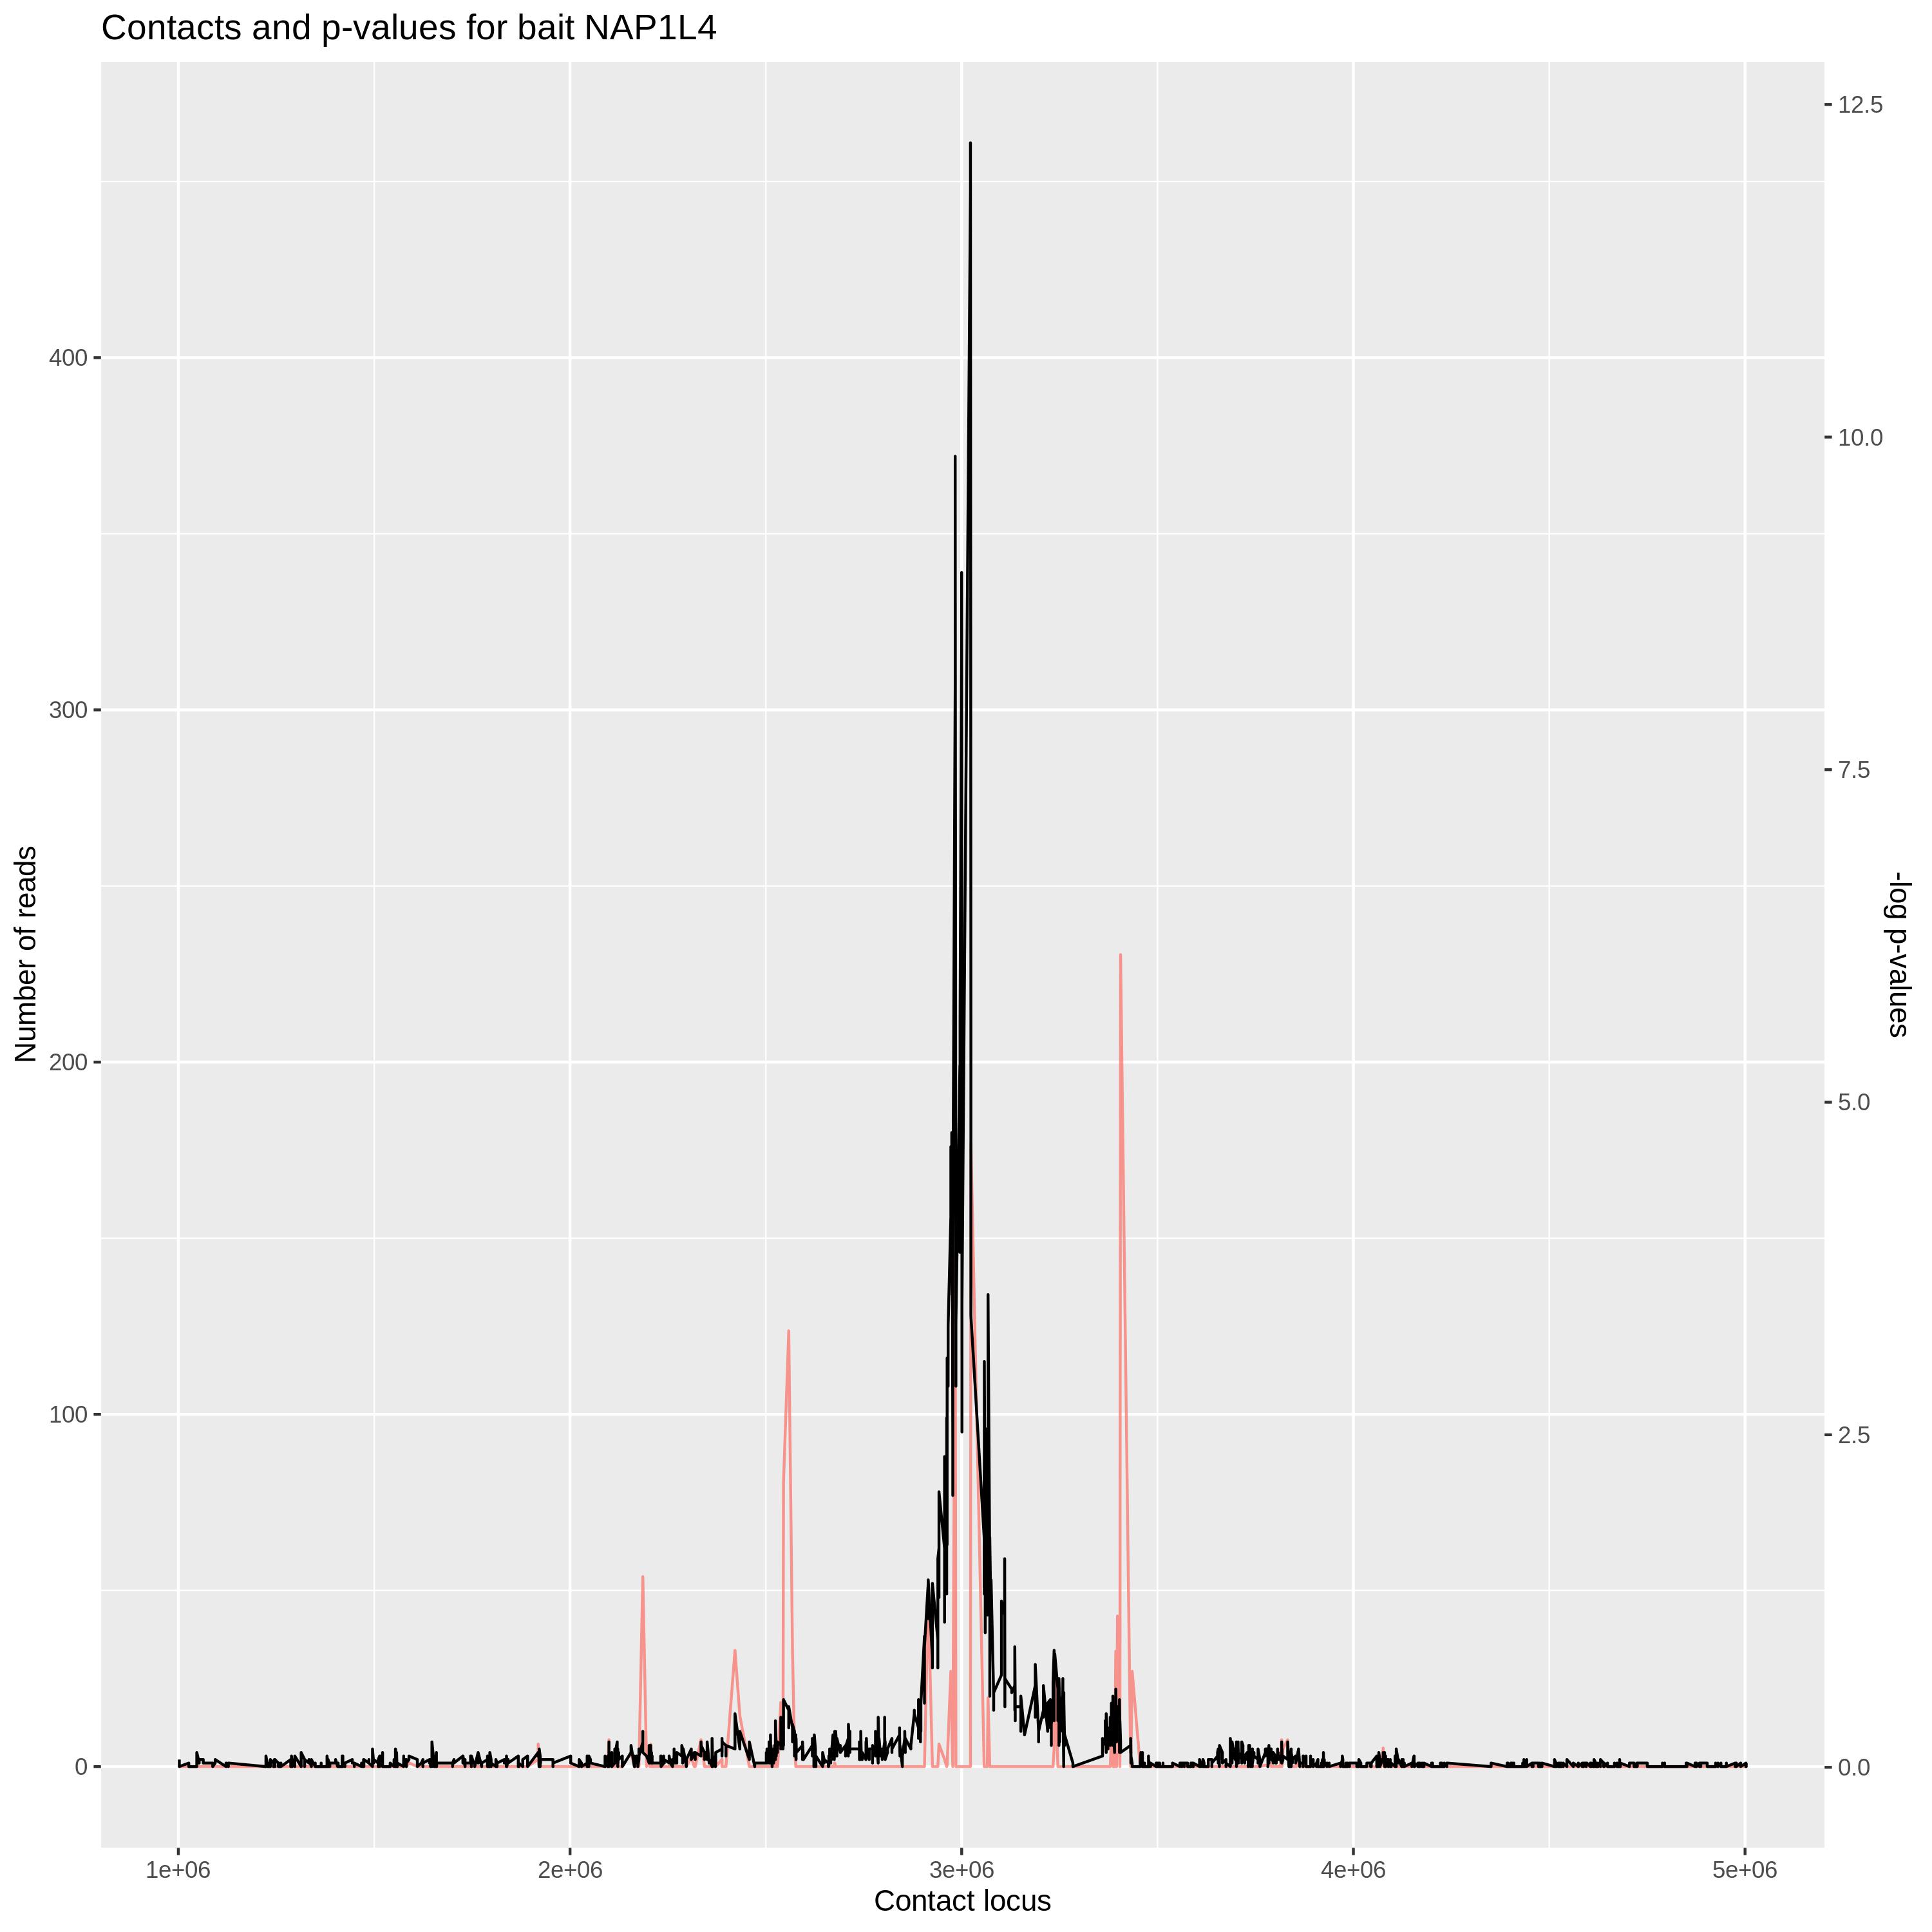 Contacts and p-values for bait NAP1L4
Number of reads
400
300
200
100
0
12.5
10.0
7.5
5.0
2.5
0.0
-log p-values
1e+06 2e+06 3e+06 4e+06 5e+06
Contact locus